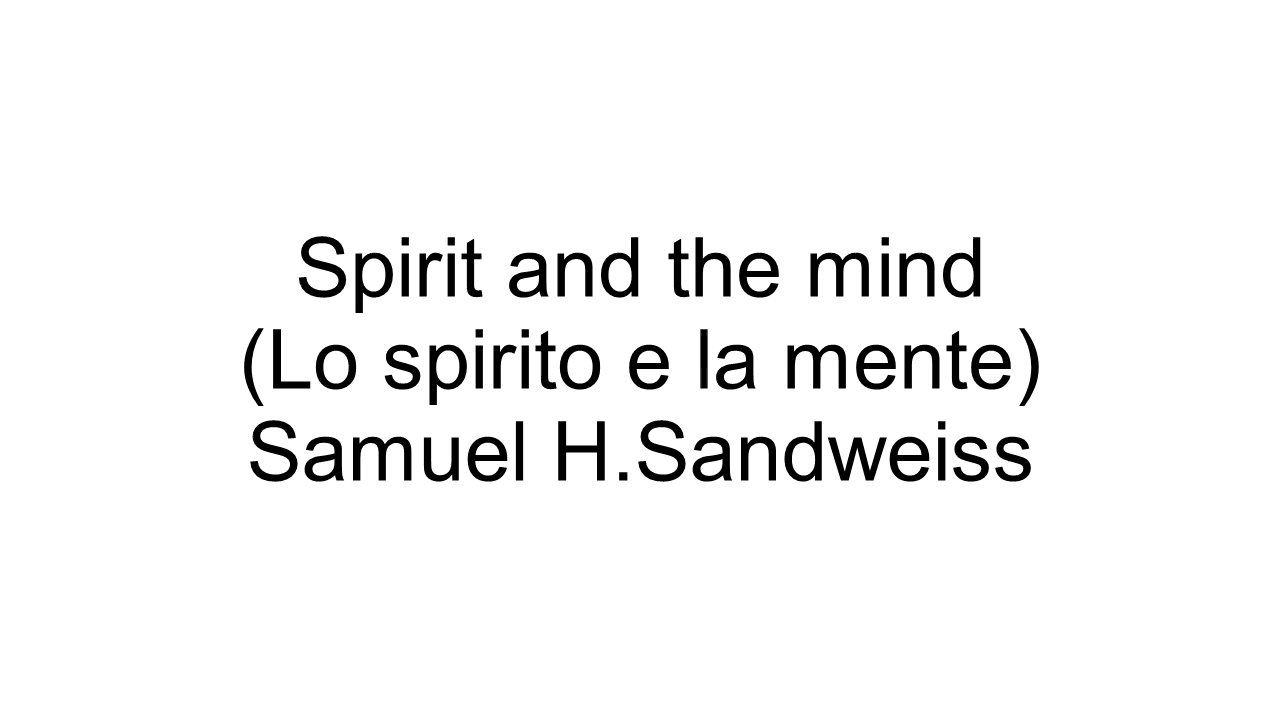 Spirit and the mind
(Lo spirito e la mente)
Samuel H.Sandweiss